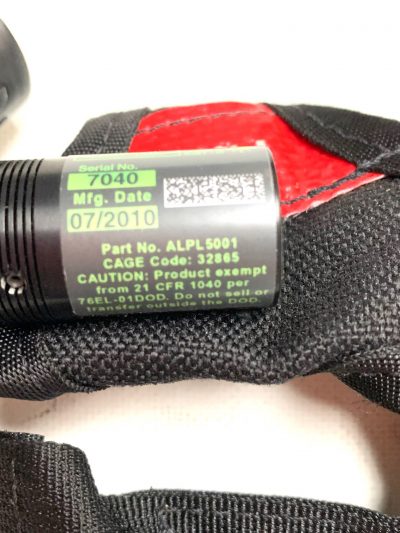 Serial No.
7040
Mfg. Date
07/2010
Part No. ALPL5001
CAGE Code: 32865
CAUTION: Product exempt
from 21 CFR 1040 per
76EL-01DOD. Do not sell or
transfer outside the DOD.